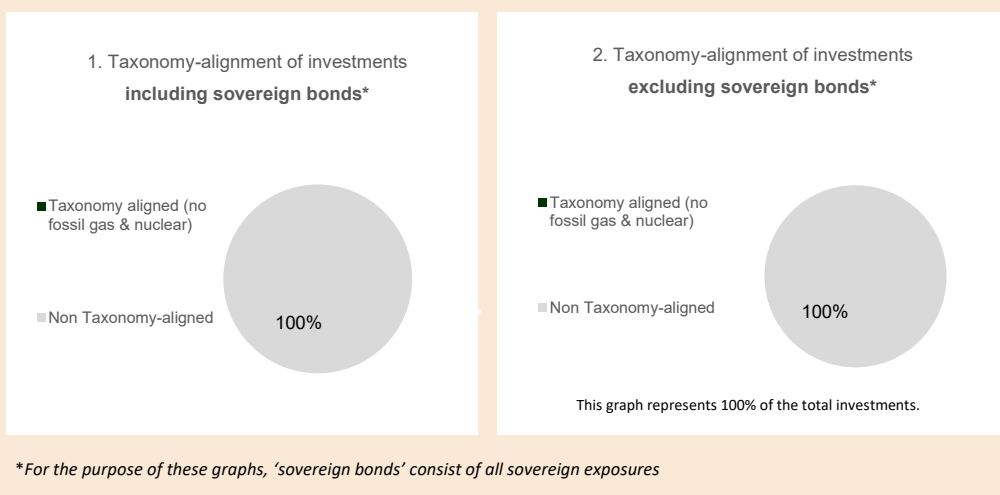 1. Taxonomy-alignment of investments
including sovereign bonds*
Taxonomy aligned (no
fossil gas & nuclear)
Non Taxonomy-aligned
100%
2. Taxonomy-alignment of investments
excluding sovereign bonds*
Taxonomy aligned (no
fossil gas & nuclear)
Non Taxonomy-aligned
100%
This graph represents 100% of the total investments.
*For the purpose of these graphs, ‘sovereign bonds’ consist of all sovereign exposures